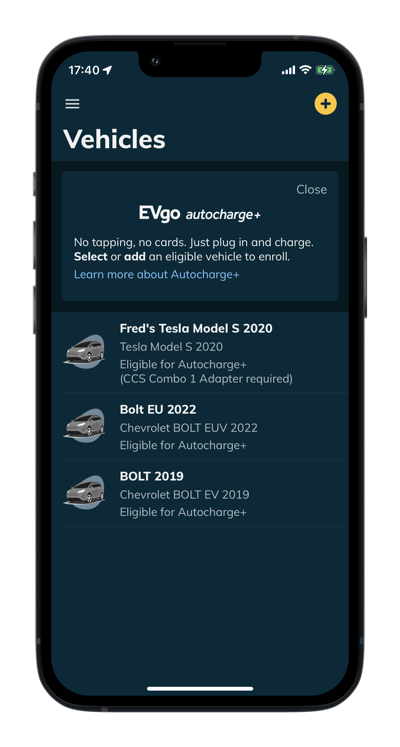 17:40
Vehicles
Close
EVgo autocharge+
No tapping, no cards. Just plug in and charge.
Select or add an eligible vehicle to enroll.
Learn more about Autocharge+
Fred's Tesla Model S 2020
Tesla Model S 2020
Eligible for Autocharge+
(CCS Combo 1 Adapter required)
Bolt EU 2022
Chevrolet BOLT EUV 2022
Eligible for Autocharge+
BOLT 2019
Chevrolet BOLT EV 2019
Eligible for Autocharge+